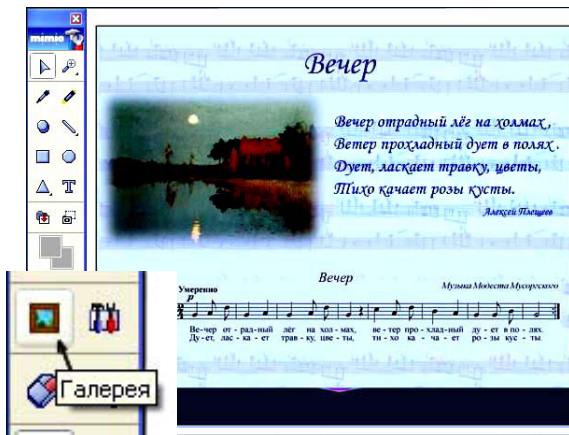 mimio
Вечер
Вечер отрадный лёг на холмах,
Ветер прохладный дует в полях.
Дует, ласкает травку, цветы,
Тихо качает розы кусты.
Алексей Плещеев
Вечер
Музыка Модеста Мусоргского
Умеренно
p
Ве-чер от-рад-ный лёг на хол-мах, ве-тер про-хлад-ный ду-ет в по-лях.
Ду-ет, лас-ка-ет трав-ку, цве-ты, ти-хо ка-ча-ет ро-зы кус-ты.
Галерея